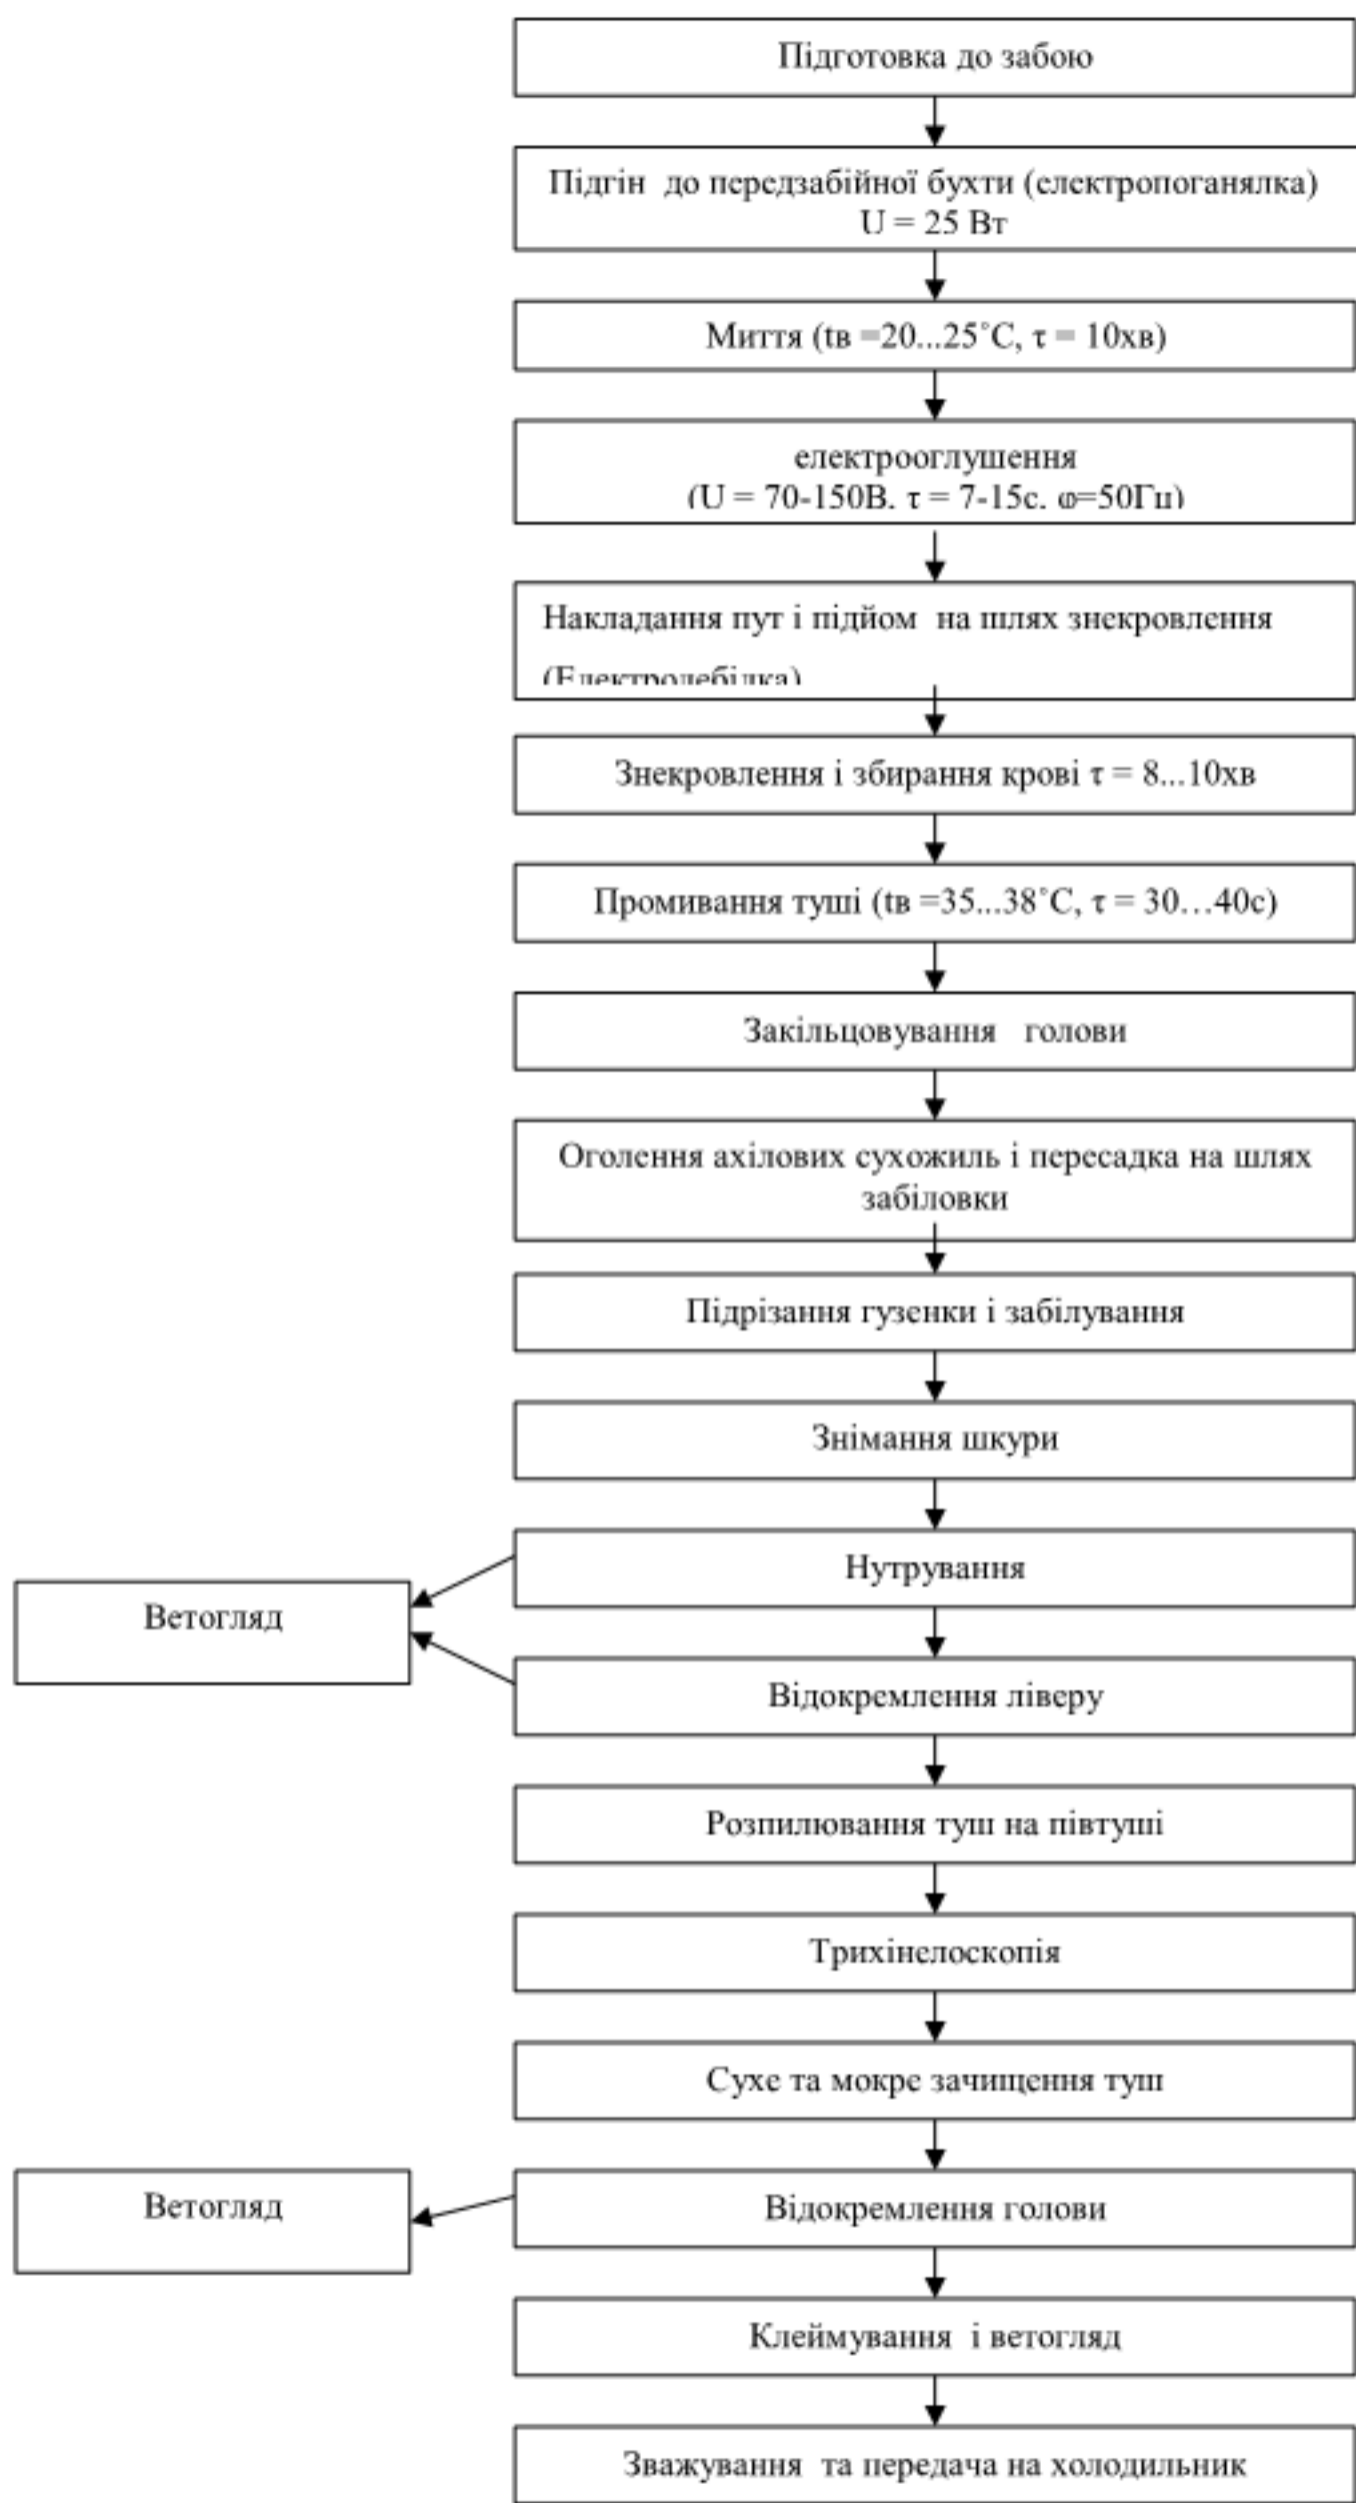 Підготовка до забою
Підгін до передзабійної бухти (електропоганялка)
U = 25 Вт
Миття (tв =20...25˚С, τ = 10хв)
електрооглушення
(U = 70-150В, τ = 7-15с, φ=50Гц)
Накладання пут і підйом на шлях знекровлення
(Електролебідка)
Знекровлення і збирання крові τ = 8...10хв
Промивання туші (tв =35...38˚С, τ = 30…40с)
Закільцовування голови
Оголення ахілових сухожиль і пересадка на шлях
забіловки
Підрізання гузенки і забілування
Знімання шкури
Нутрування
Ветогляд
Відокремлення ліверу
Розпилювання туш на півтуші
Трихінелоскопія
Сухе та мокре зачищення туш
Ветогляд
Відокремлення голови
Клеймування і ветогляд
Зважування та передача на холодильник